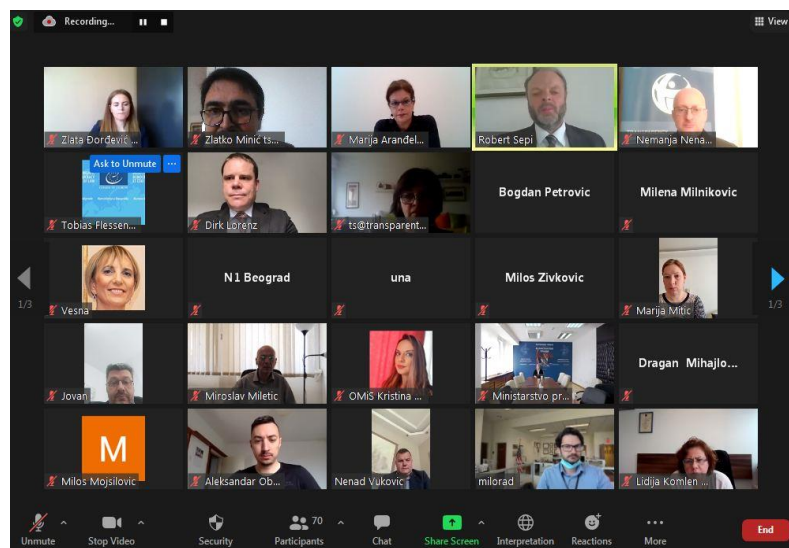 Recording...
View
Zlata Đorđević ...
Zlatko Minić ts...
Marija Aranđel...
Robert Sepi
Nemanja Nena...
Ask to Unmute ...
Tobias Flessen...
Dirk Lorenz
ts@transparent...
Bogdan Petrovic
Milena Milnikovic
1/3
Vesna
N1 Beograd
una
Milos Zivkovic
Marija Mitic
1/3
Jovan
Miroslav Miletic
OMiS Kristina ...
Ministarstvo pr...
Dragan Mihajlo...
M
Milos Mojsilovic
Aleksandar Ob...
Nenad Vukovic
milorad
Lidija Komlen ...
Unmute
Stop Video
Security
Participants
70
Chat
Share Screen
Interpretation
Reactions
More
End